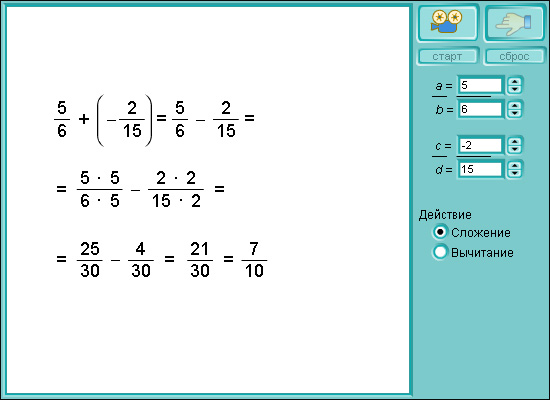 5/6 + (− 2/15) = 5/6 − 2/15 =
= 5 · 5/6 · 5 − 2 · 2/15 · 2 =
= 25/30 − 4/30 = 21/30 = 7/10
старт сброс
a = 5
b = 6
c = -2
d = 15
Действие
Сложение
Вычитание